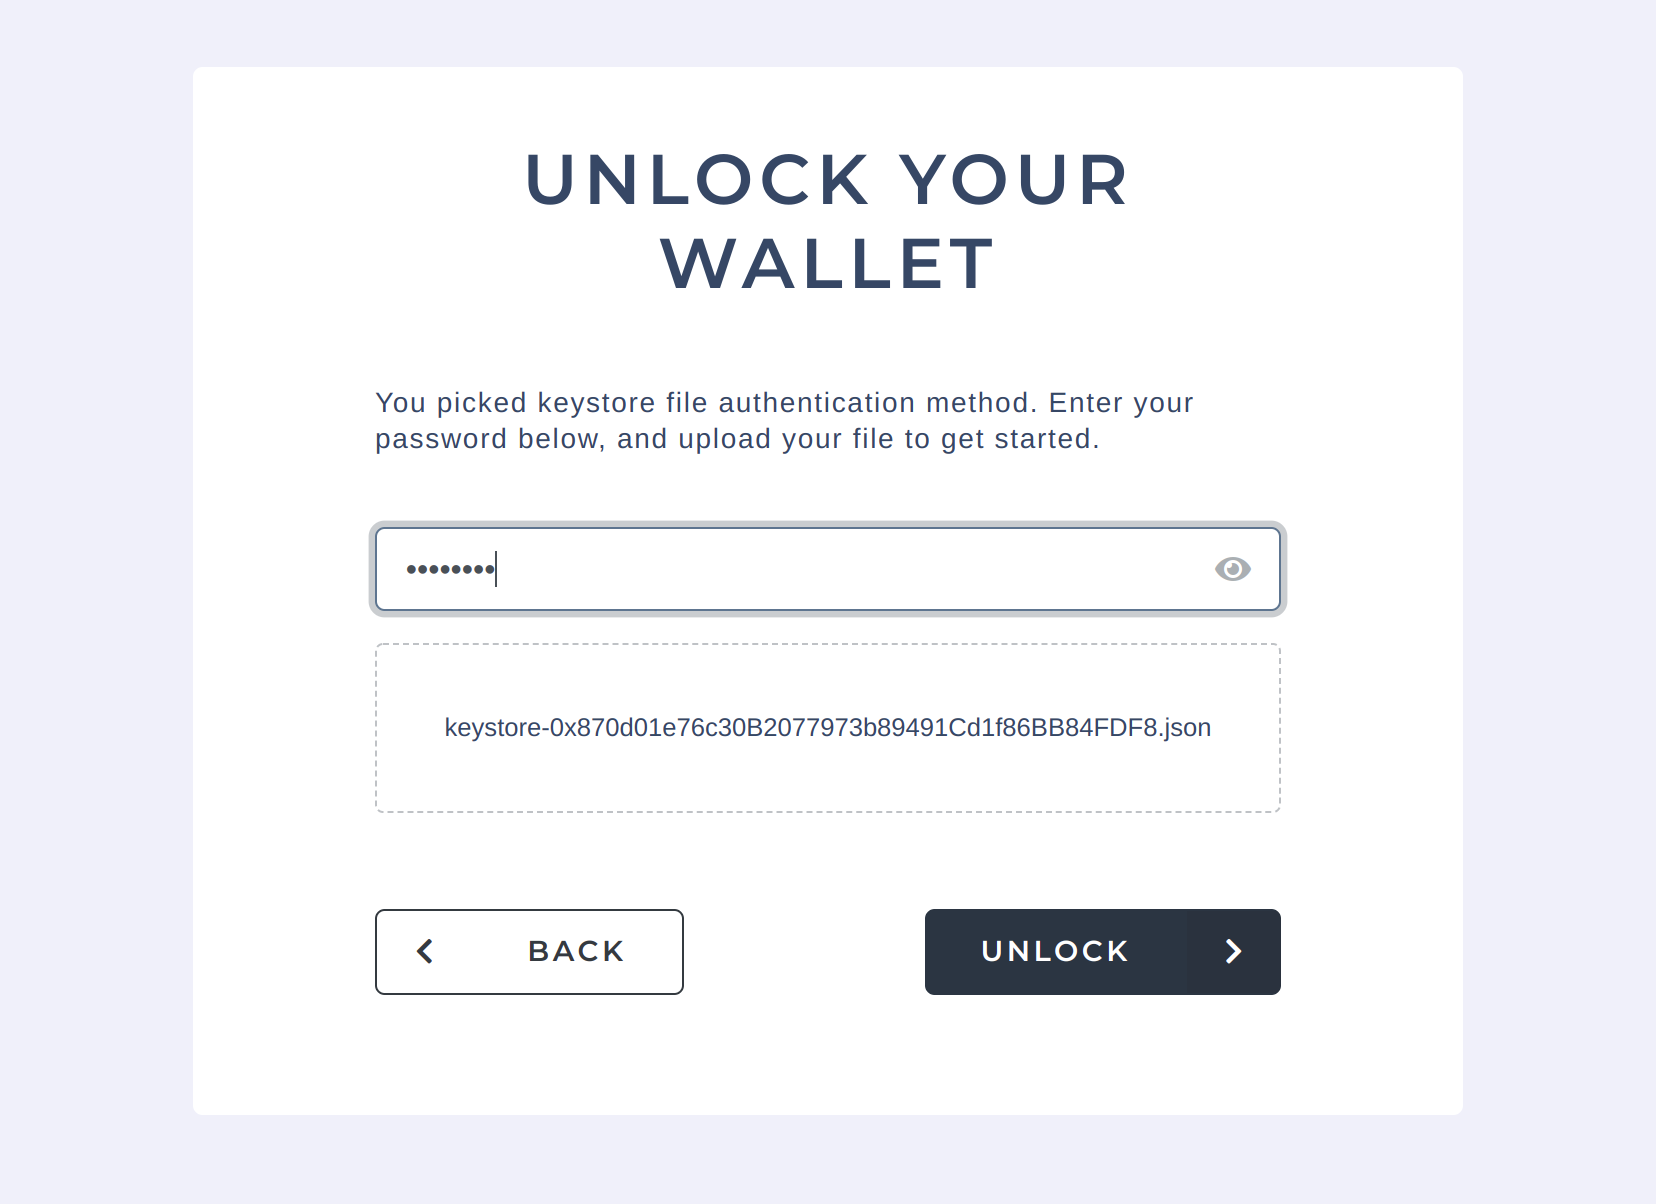 UNLOCK YOUR
WALLET
You picked keystore file authentication method. Enter your
password below, and upload your file to get started.
••••••••
keystore-0x870d01e76c30B2077973b89491Cd1f86BB84FDF8.json
BACK
UNLOCK